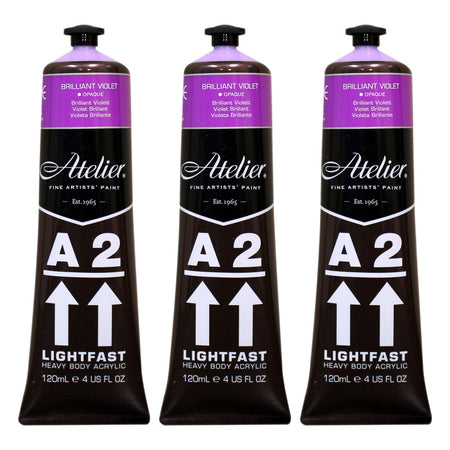 BRILLIANT VIOLET
● OPAQUE
Brilliant Violett
Violet Brillant
Violeta Brillante
Atelier®
FINE ARTISTS' PAINT
Est.1965
A 2
LIGHTFAST
HEAVY BODY ACRYLIC
120mL e 4 US FL OZ
BRILLIANT VIOLET
● OPAQUE
Brilliant Violett
Violet Brillant
Violeta Brillante
Atelier®
FINE ARTISTS' PAINT
Est.1965
A 2
LIGHTFAST
HEAVY BODY ACRYLIC
120mL e 4 US FL OZ
BRILLIANT VIOLET
● OPAQUE
Brilliant Violett
Violet Brillant
Violeta Brillante
Atelier®
FINE ARTISTS' PAINT
Est.1965
A 2
LIGHTFAST
HEAVY BODY ACRYLIC
120mL e 4 US FL OZ